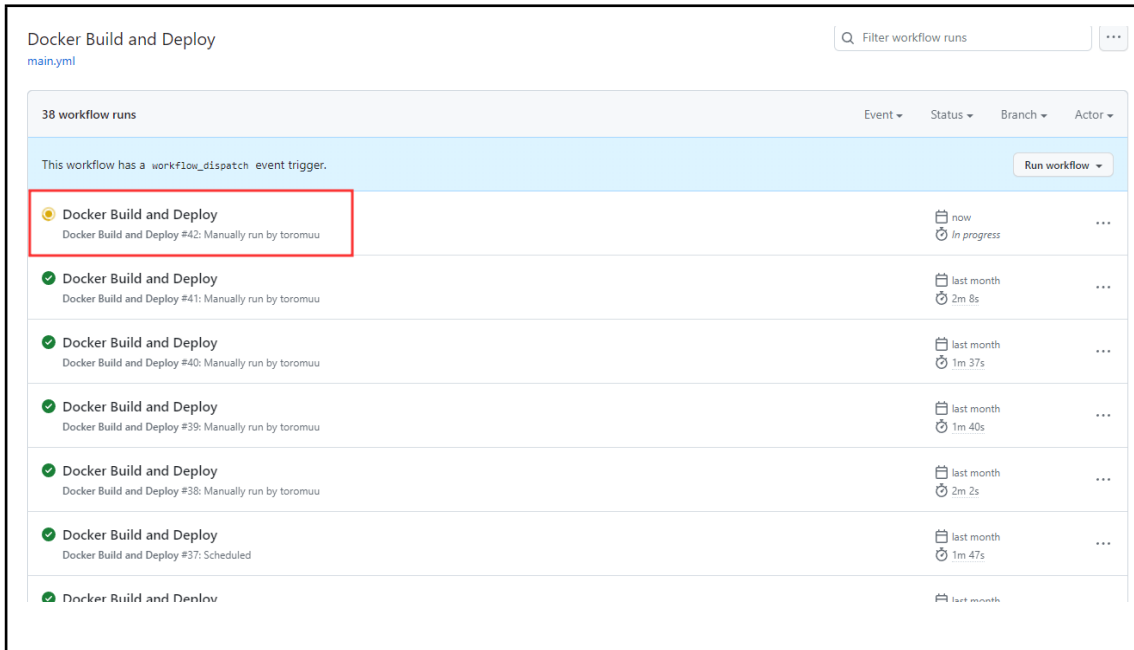 Docker Build and Deploy
main.yml
Filter workflow runs
38 workflow runs
Event Status Branch Actor
This workflow has a workflow_dispatch event trigger.
Run workflow
Docker Build and Deploy
Docker Build and Deploy #42: Manually run by toromuu
now
In progress
Docker Build and Deploy
Docker Build and Deploy #41: Manually run by toromuu
last month
2m 8s
Docker Build and Deploy
Docker Build and Deploy #40: Manually run by toromuu
last month
1m 37s
Docker Build and Deploy
Docker Build and Deploy #39: Manually run by toromuu
last month
1m 40s
Docker Build and Deploy
Docker Build and Deploy #38: Manually run by toromuu
last month
2m 2s
Docker Build and Deploy
Docker Build and Deploy #37: Scheduled
last month
1m 47s
Docker Build and Deploy
last month